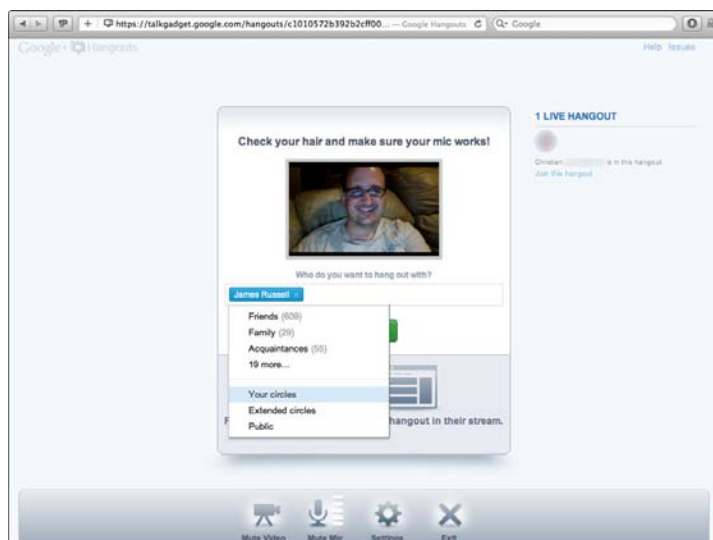 https://talkgadget.google.com/hangouts/c1010572b392b2cff00... — Google Hangouts
Google
Google+ Hangouts
Help Issues
1 LIVE HANGOUT
Christian
is in this hangout
Join this hangout
Check your hair and make sure your mic works!
Who do you want to hang out with?
James Russell
Friends (609)
Family (29)
Acquaintances (55)
19 more...
Your circles
Extended circles
Public
hangout in their stream.
Mute Video Mute Mic Settings Exit